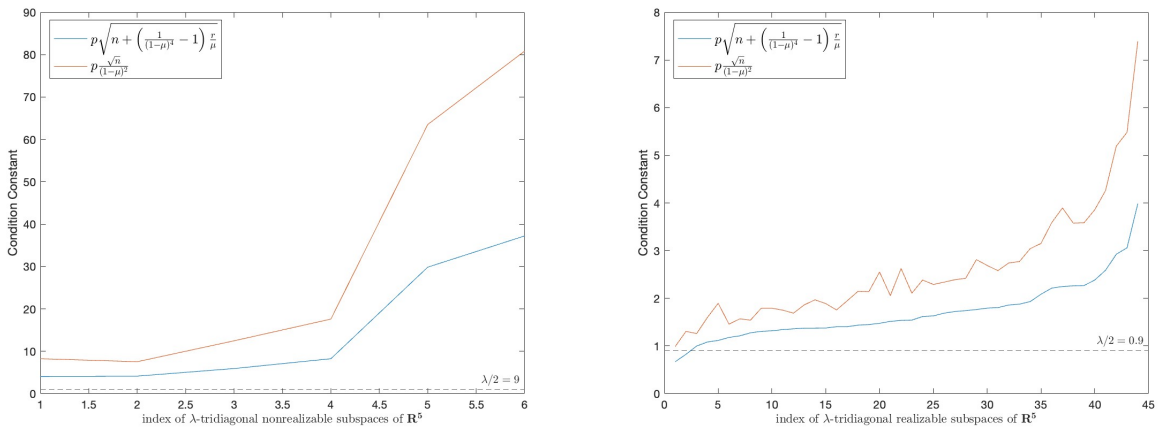 90
80
70
60
50
40
30
20
10
0
Condition Constant
p√n + (1/(1−μ)⁴ − 1) r/μ
p √n/(1−μ)²
λ/2 = 9
1 1.5 2 2.5 3 3.5 4 4.5 5 5.5 6
index of λ-tridiagonal nonrealizable subspaces of R⁵
8
7
6
5
4
3
2
1
0
Condition Constant
p√n + (1/(1−μ)⁴ − 1) r/μ
p √n/(1−μ)²
λ/2 = 0.9
0 5 10 15 20 25 30 35 40 45
index of λ-tridiagonal realizable subspaces of R⁵